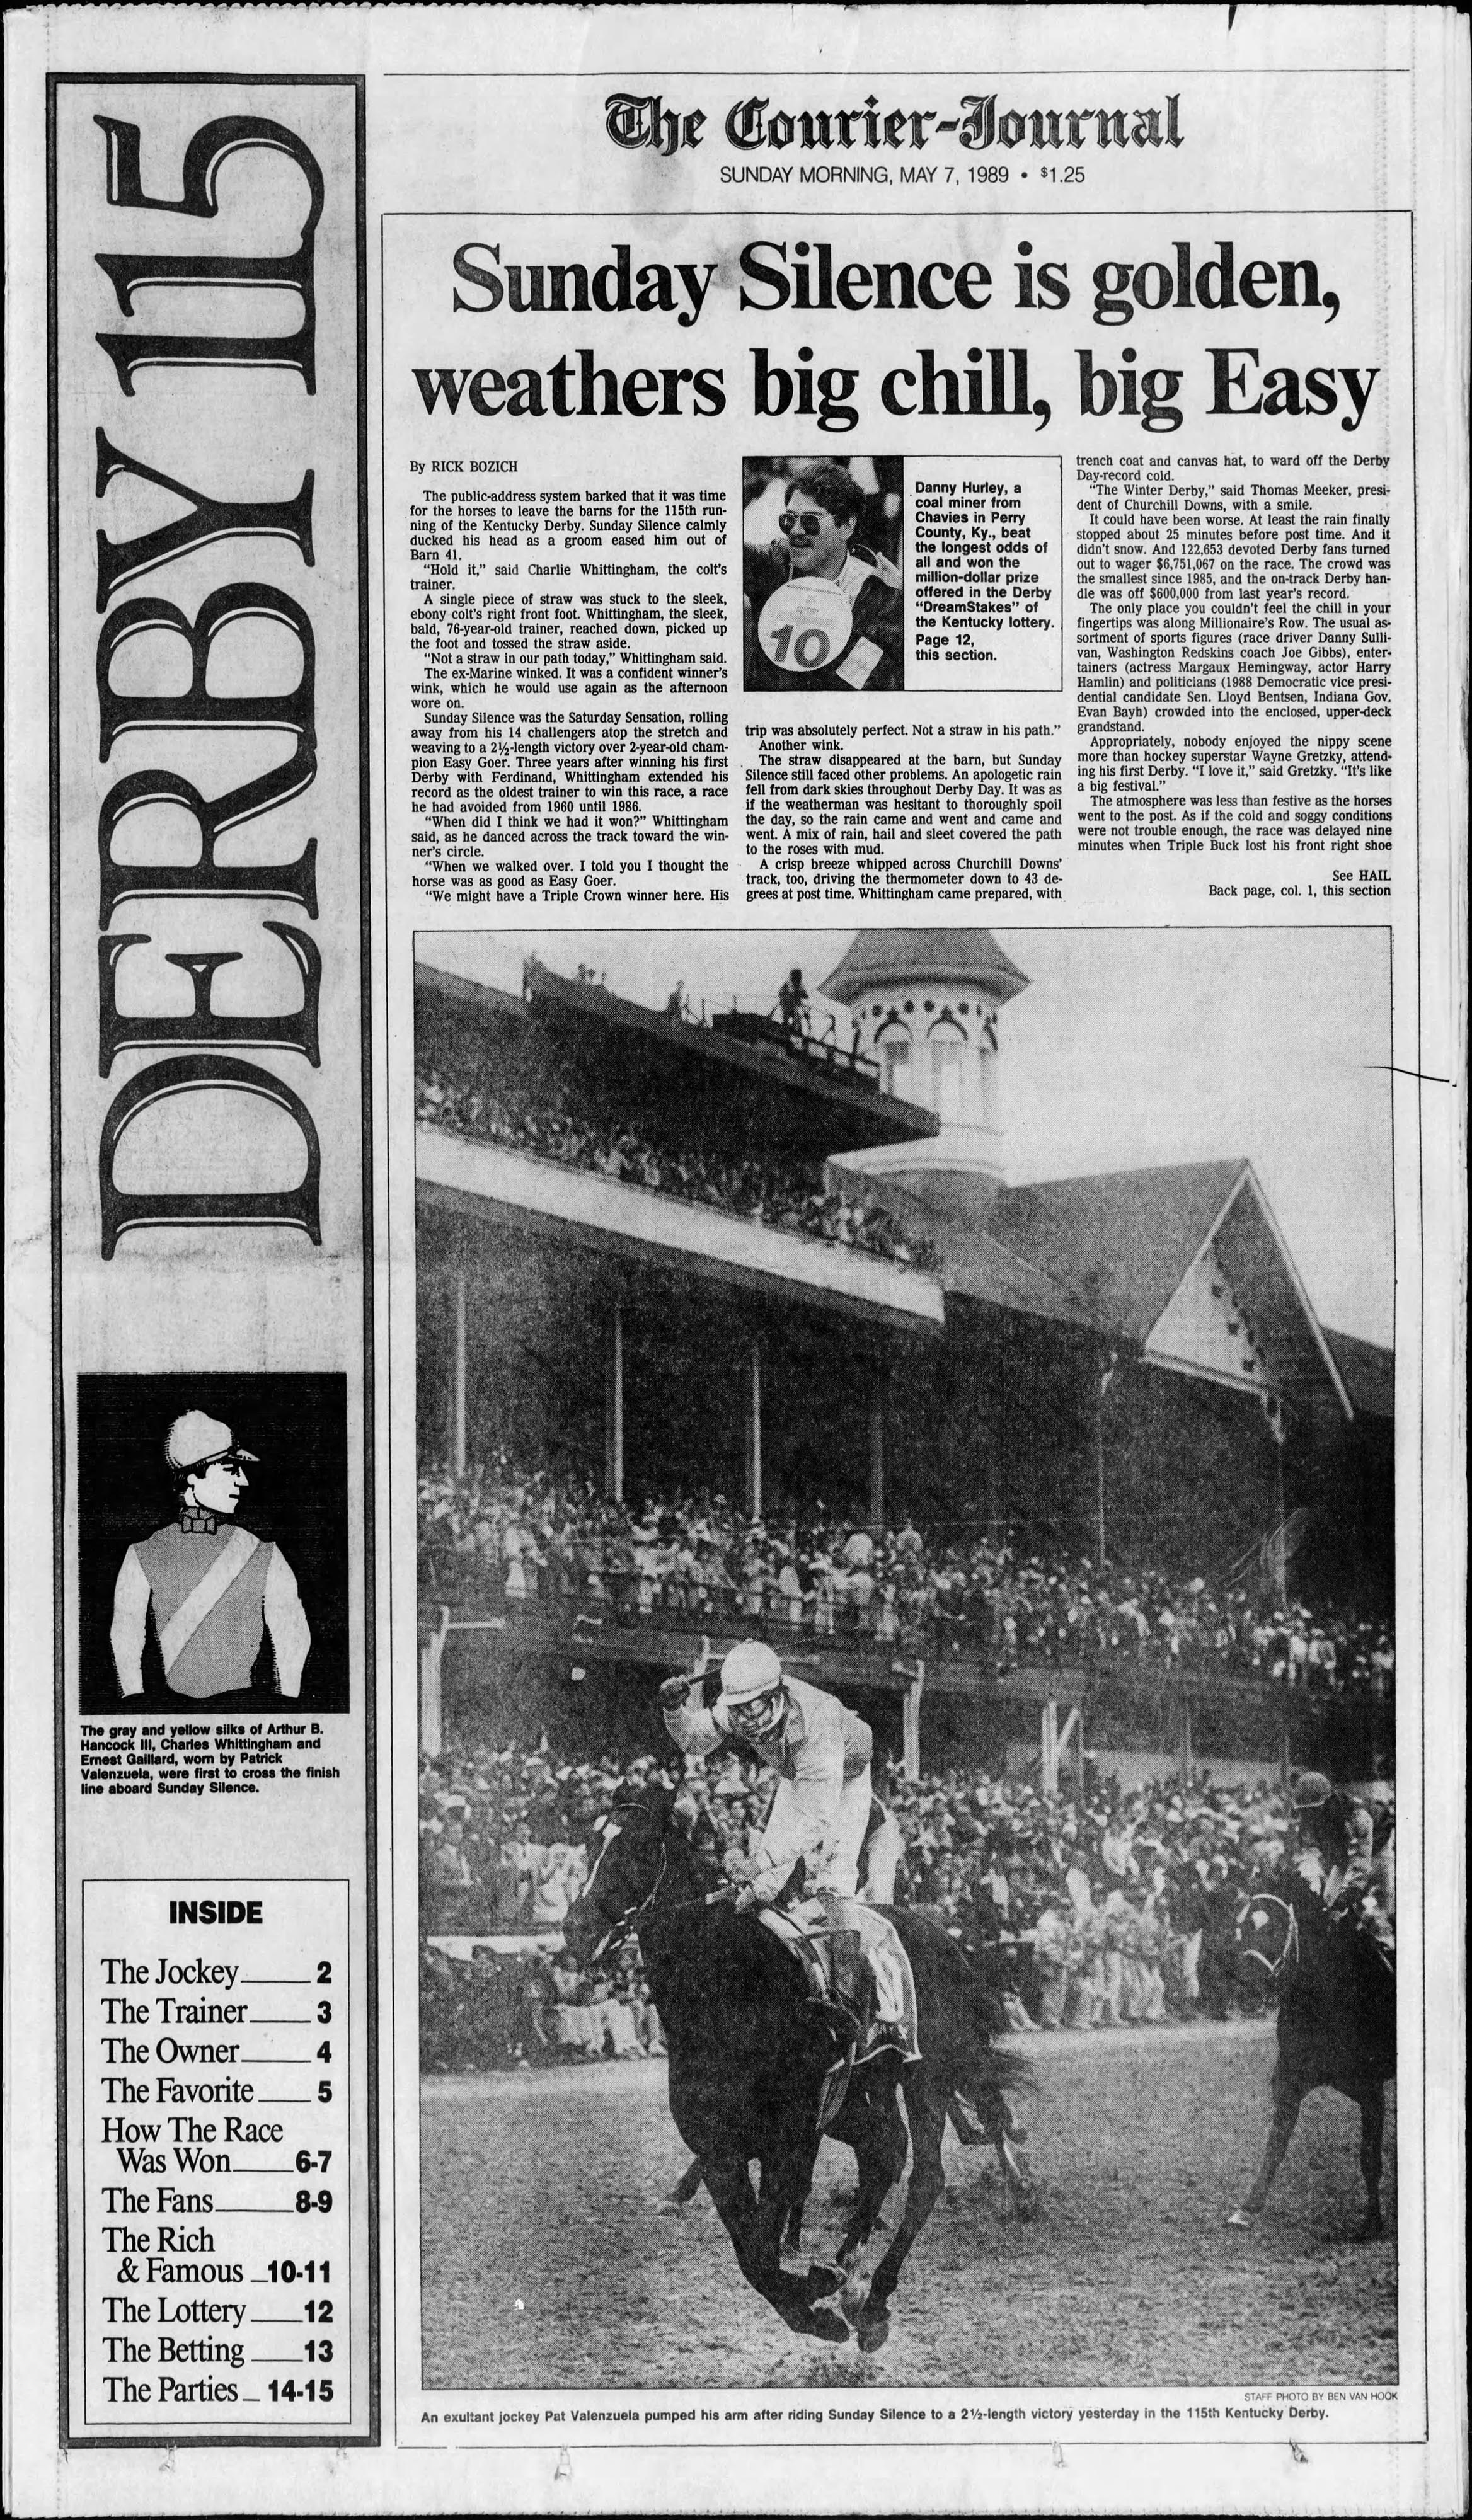 DERBY 115
The Courier-Journal
SUNDAY MORNING, MAY 7, 1989 • $1.25
Sunday Silence is golden,
weathers big chill, big Easy
By RICK BOZICH
The public-address system barked that it was time
for the horses to leave the barns for the 115th run-
ning of the Kentucky Derby. Sunday Silence calmly
ducked his head as a groom eased him out of
Barn 41.
"Hold it," said Charlie Whittingham, the colt's
trainer.
A single piece of straw was stuck to the sleek,
ebony colt's right front foot. Whittingham, the sleek,
bald, 76-year-old trainer, reached down, picked up
the foot and tossed the straw aside.
"Not a straw in our path today," Whittingham said.
The ex-Marine winked. It was a confident winner's
wink, which he would use again as the afternoon
wore on.
Sunday Silence was the Saturday Sensation, rolling
away from his 14 challengers atop the stretch and
weaving to a 2½-length victory over 2-year-old cham-
pion Easy Goer. Three years after winning his first
Derby with Ferdinand, Whittingham extended his
record as the oldest trainer to win this race, a race
he had avoided from 1960 until 1986.
"When did I think we had it won?" Whittingham
said, as he danced across the track toward the win-
ner's circle.
"When we walked over. I told you I thought the
horse was as good as Easy Goer.
"We might have a Triple Crown winner here. His
10
Danny Hurley, a
coal miner from
Chavies in Perry
County, Ky., beat
the longest odds of
all and won the
million-dollar prize
offered in the Derby
"DreamStakes" of
the Kentucky lottery.
Page 12,
this section.
trip was absolutely perfect. Not a straw in his path."
Another wink.
The straw disappeared at the barn, but Sunday
Silence still faced other problems. An apologetic rain
fell from dark skies throughout Derby Day. It was as
if the weatherman was hesitant to thoroughly spoil
the day, so the rain came and went and came and
went. A mix of rain, hail and sleet covered the path
to the roses with mud.
A crisp breeze whipped across Churchill Downs'
track, too, driving the thermometer down to 43 de-
grees at post time. Whittingham came prepared, with
trench coat and canvas hat, to ward off the Derby
Day-record cold.
"The Winter Derby," said Thomas Meeker, presi-
dent of Churchill Downs, with a smile.
It could have been worse. At least the rain finally
stopped about 25 minutes before post time. And it
didn't snow. And 122,653 devoted Derby fans turned
out to wager $6,751,067 on the race. The crowd was
the smallest since 1985, and the on-track Derby han-
dle was off $600,000 from last year's record.
The only place you couldn't feel the chill in your
fingertips was along Millionaire's Row. The usual as-
sortment of sports figures (race driver Danny Sulli-
van, Washington Redskins coach Joe Gibbs), enter-
tainers (actress Margaux Hemingway, actor Harry
Hamlin) and politicians (1988 Democratic vice presi-
dential candidate Sen. Lloyd Bentsen, Indiana Gov.
Evan Bayh) crowded into the enclosed, upper-deck
grandstand.
Appropriately, nobody enjoyed the nippy scene
more than hockey superstar Wayne Gretzky, attend-
ing his first Derby. "I love it," said Gretzky. "It's like
a big festival."
The atmosphere was less than festive as the horses
went to the post. As if the cold and soggy conditions
were not trouble enough, the race was delayed nine
minutes when Triple Buck lost his front right shoe
See HAIL
Back page, col. 1, this section
The gray and yellow silks of Arthur B.
Hancock III, Charles Whittingham and
Ernest Gaillard, worn by Patrick
Valenzuela, were first to cross the finish
line aboard Sunday Silence.
INSIDE
The Jockey 2
The Trainer 3
The Owner 4
The Favorite 5
How The Race
Was Won 6-7
The Fans 8-9
The Rich
& Famous 10-11
The Lottery 12
The Betting 13
The Parties 14-15
STAFF PHOTO BY BEN VAN HOOK
An exultant jockey Pat Valenzuela pumped his arm after riding Sunday Silence to a 2½-length victory yesterday in the 115th Kentucky Derby.